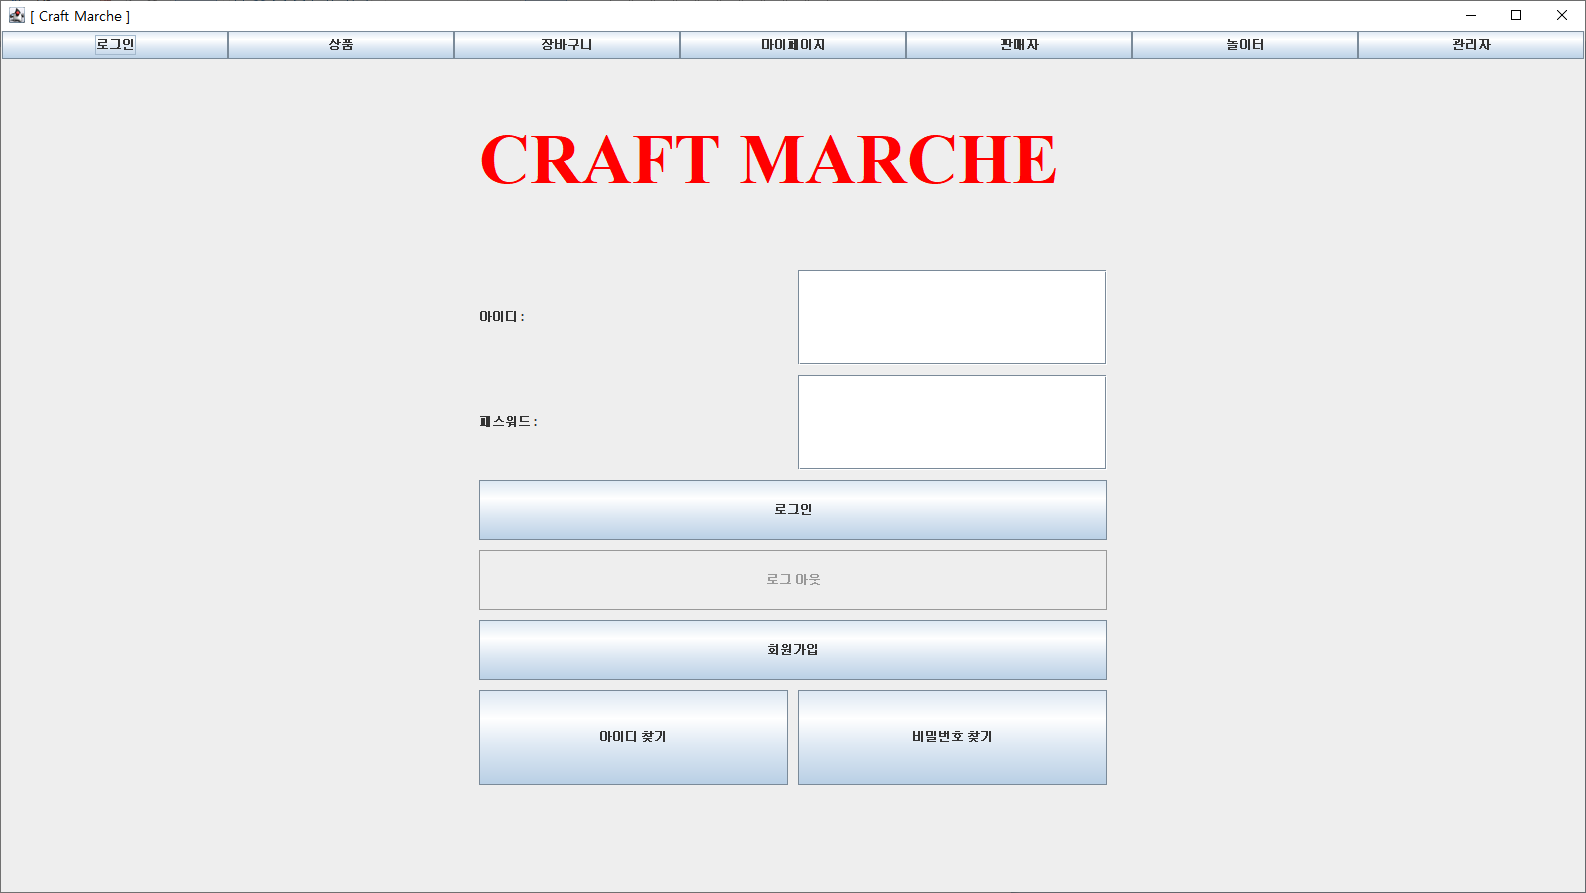 [ Craft Marche ]
로그인 상품 장바구니 마이페이지 판매자 놀이터 관리자
CRAFT MARCHE
아이디 :
패스워드 :
로그인
로그 아웃
회원가입
아이디 찾기 비밀번호 찾기